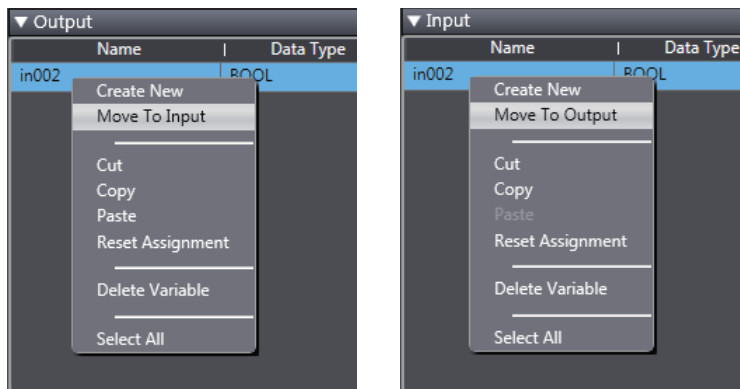 ▼ Output
Name | Data Type
in002 BOOL
Create New
Move To Input
Cut
Copy
Paste
Reset Assignment
Delete Variable
Select All
▼ Input
Name | Data Type
in002 BOOL
Create New
Move To Output
Cut
Copy
Paste
Reset Assignment
Delete Variable
Select All